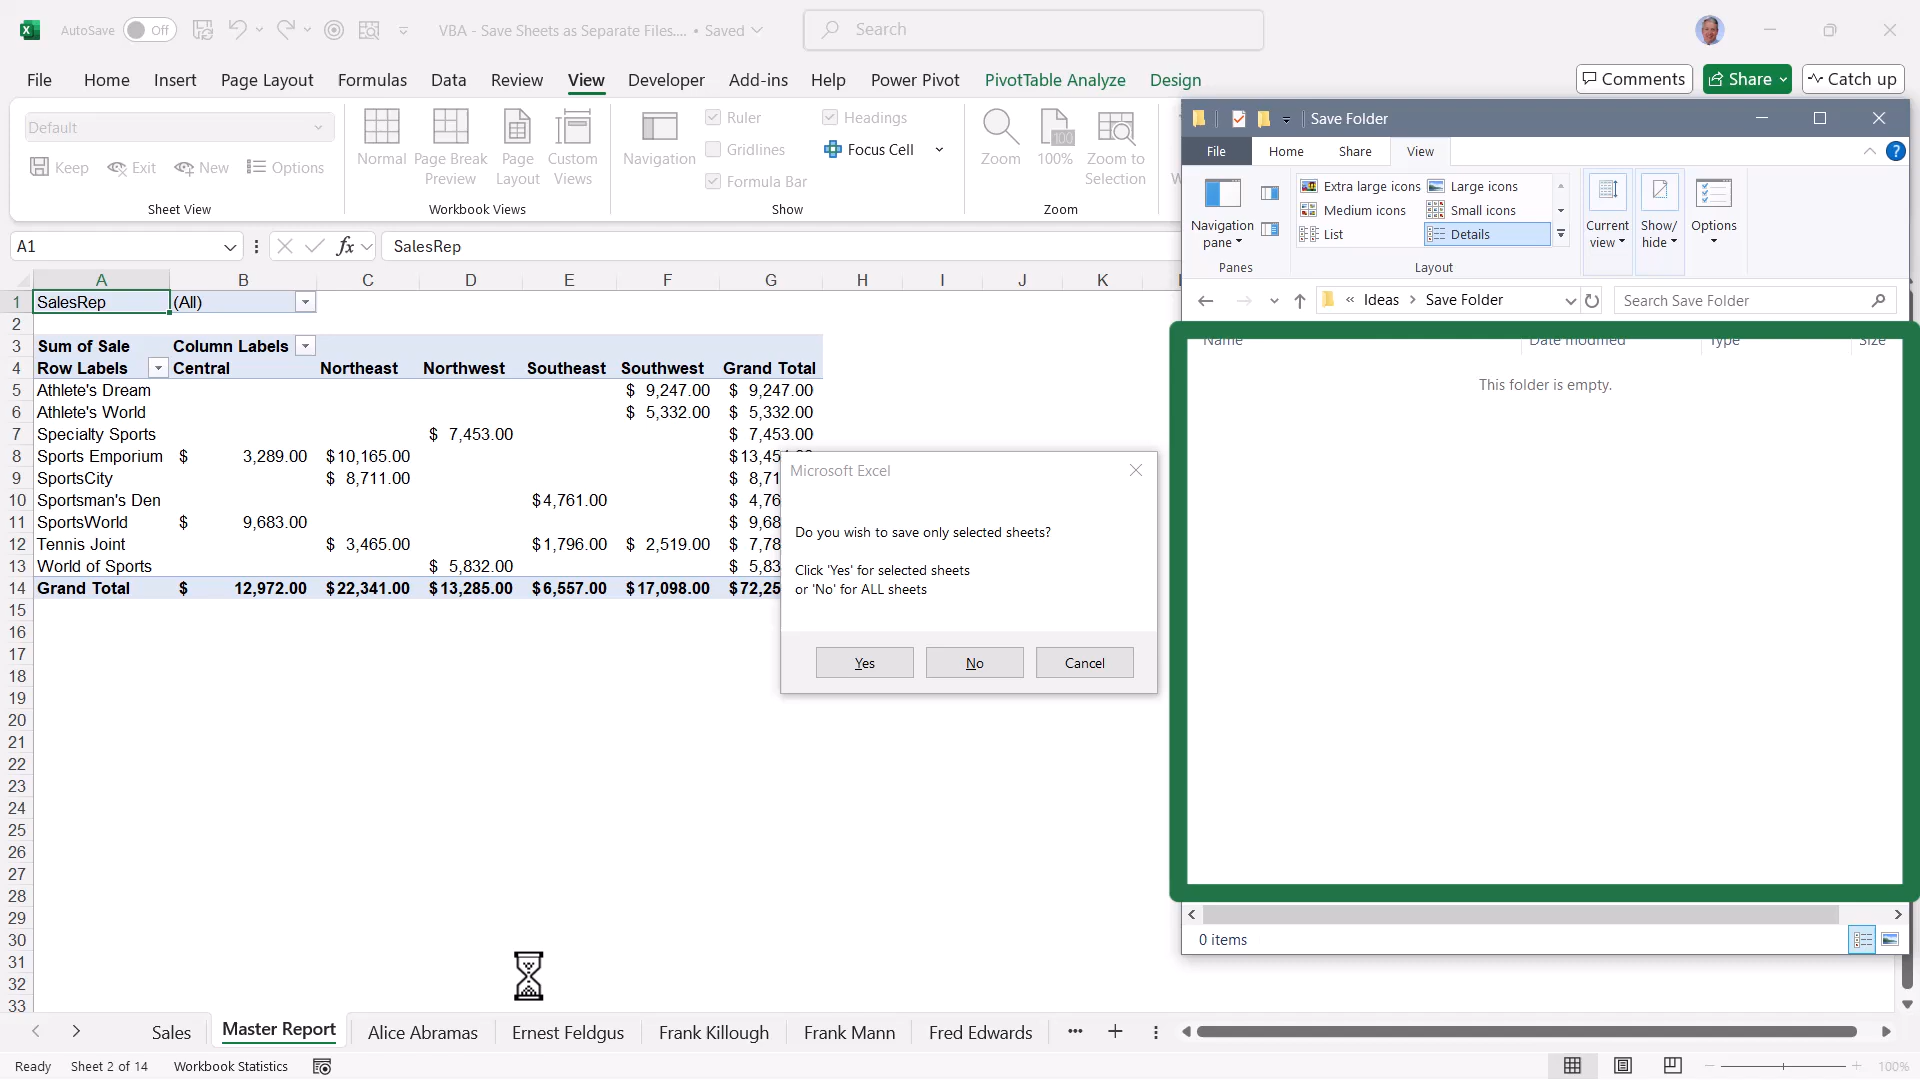 AutoSave Off VBA - Save Sheets as Separate Files.... • Saved Search
File Home Insert Page Layout Formulas Data Review View Developer Add-ins Help Power Pivot PivotTable Analyze Design Comments Share Catch up
Default
Keep Exit New Options
Sheet View
Normal Page Break Preview Page Layout Custom Views
Workbook Views
Navigation Ruler Gridlines Formula Bar Headings Focus Cell
Show
Zoom 100% Zoom to Selection
Zoom
A1 fx SalesRep
A B C D E F G H I J K
1 SalesRep (All)
2
3 Sum of Sale Column Labels
4 Row Labels Central Northeast Northwest Southeast Southwest Grand Total
5 Athlete's Dream $ 9,247.00 $ 9,247.00
6 Athlete's World $ 5,332.00 $ 5,332.00
7 Specialty Sports $ 7,453.00 $ 7,453.00
8 Sports Emporium $ 3,289.00 $10,165.00
9 SportsCity $ 8,711.00
10 Sportsman's Den $4,761.00
11 SportsWorld $ 9,683.00
12 Tennis Joint $ 3,465.00 $1,796.00 $ 2,519.00
13 World of Sports $ 5,832.00
14 Grand Total $ 12,972.00 $22,341.00 $13,285.00 $6,557.00 $17,098.00
15
16
17
18
19
20
21
22
23
24
25
26
27
28
29
30
31
32
33
Microsoft Excel
Do you wish to save only selected sheets?
Click 'Yes' for selected sheets
or 'No' for ALL sheets
Yes No Cancel
Save Folder
File Home Share View
Navigation pane
Panes
Extra large icons Large icons
Medium icons Small icons
List Details
Layout
Current view Show/ hide Options
« Ideas > Save Folder Search Save Folder
Name Date modified Type Size
This folder is empty.
0 items
Sales Master Report Alice Abramas Ernest Feldgus Frank Killough Frank Mann Fred Edwards
Ready Sheet 2 of 14 Workbook Statistics 100%